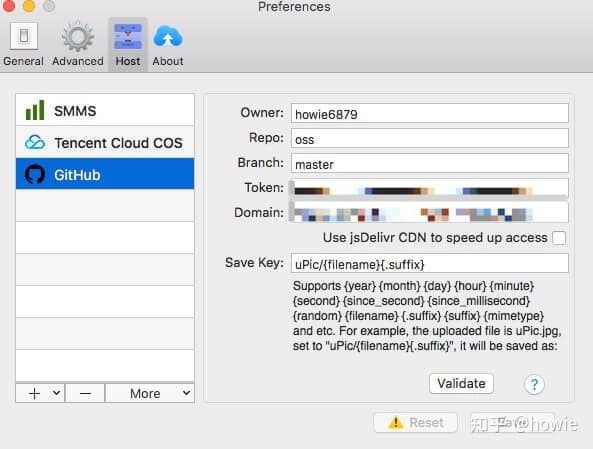 Preferences
General
Advanced
Host
About
SMMS
Tencent Cloud COS
GitHub
Owner:
howie6879
Repo:
oss
Branch:
master
Token:
Domain:
Use jsDelivr CDN to speed up access
Save Key:
uPic/{filename}{.suffix}
Supports {year} {month} {day} {hour} {minute}
{second} {since_second} {since_millisecond}
{random} {filename} {.suffix} {suffix} {mimetype}
and etc. For example, the uploaded file is uPic.jpg,
set to "uPic/{filename}{.suffix}", it will be saved as:
Validate
?
More
Reset
知乎 @howie